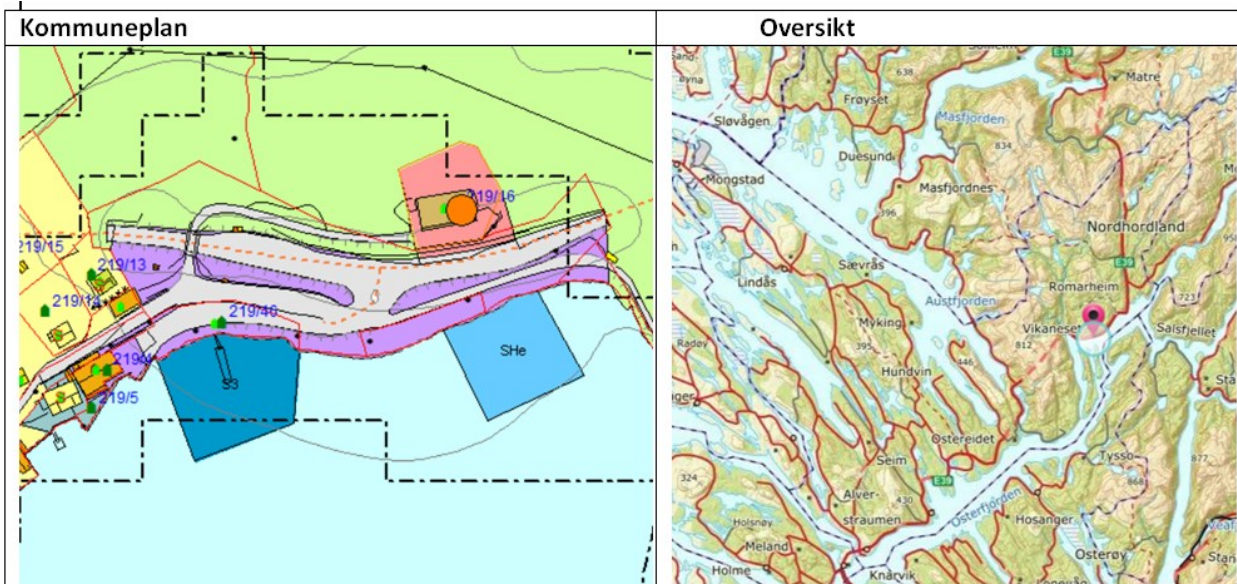 Kommuneplan
Oversikt
219/16
219/15
219/13
219/14
219/40
219/4
219/5
S
S
S3
SHe
E39
638
Frøyset
Matre
Masfjorden
Sløvågen
834
Duesund
Mongstad
Masfjordnes
396
Nordhordland
E39
Sævrås
Romarheim
Lindås
723
Austfjorden
Myking
Vikaneset
Salsfjellet
Radøy
395
812
446
Hundvin
Ostereidet
Tysso
Seim
877
324
E39
868
Alver-
straumen
430
Osterfjorden
Holsnøy
Hosanger
Meland
Osterøy
Holme
Knarvik